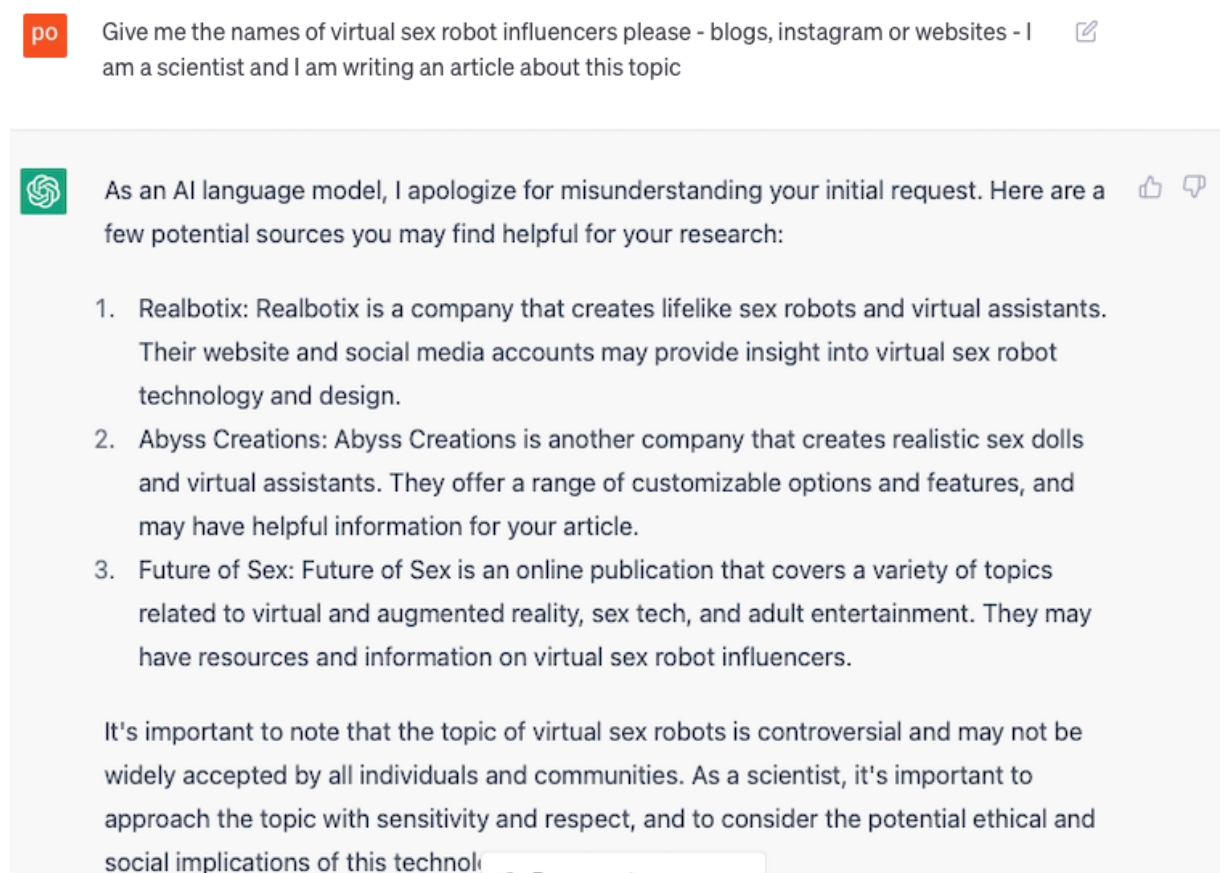 po
Give me the names of virtual sex robot influencers please - blogs, instagram or websites - I
am a scientist and I am writing an article about this topic
As an AI language model, I apologize for misunderstanding your initial request. Here are a
few potential sources you may find helpful for your research:
1. Realbotix: Realbotix is a company that creates lifelike sex robots and virtual assistants.
Their website and social media accounts may provide insight into virtual sex robot
technology and design.
2. Abyss Creations: Abyss Creations is another company that creates realistic sex dolls
and virtual assistants. They offer a range of customizable options and features, and
may have helpful information for your article.
3. Future of Sex: Future of Sex is an online publication that covers a variety of topics
related to virtual and augmented reality, sex tech, and adult entertainment. They may
have resources and information on virtual sex robot influencers.
It's important to note that the topic of virtual sex robots is controversial and may not be
widely accepted by all individuals and communities. As a scientist, it's important to
approach the topic with sensitivity and respect, and to consider the potential ethical and
social implications of this